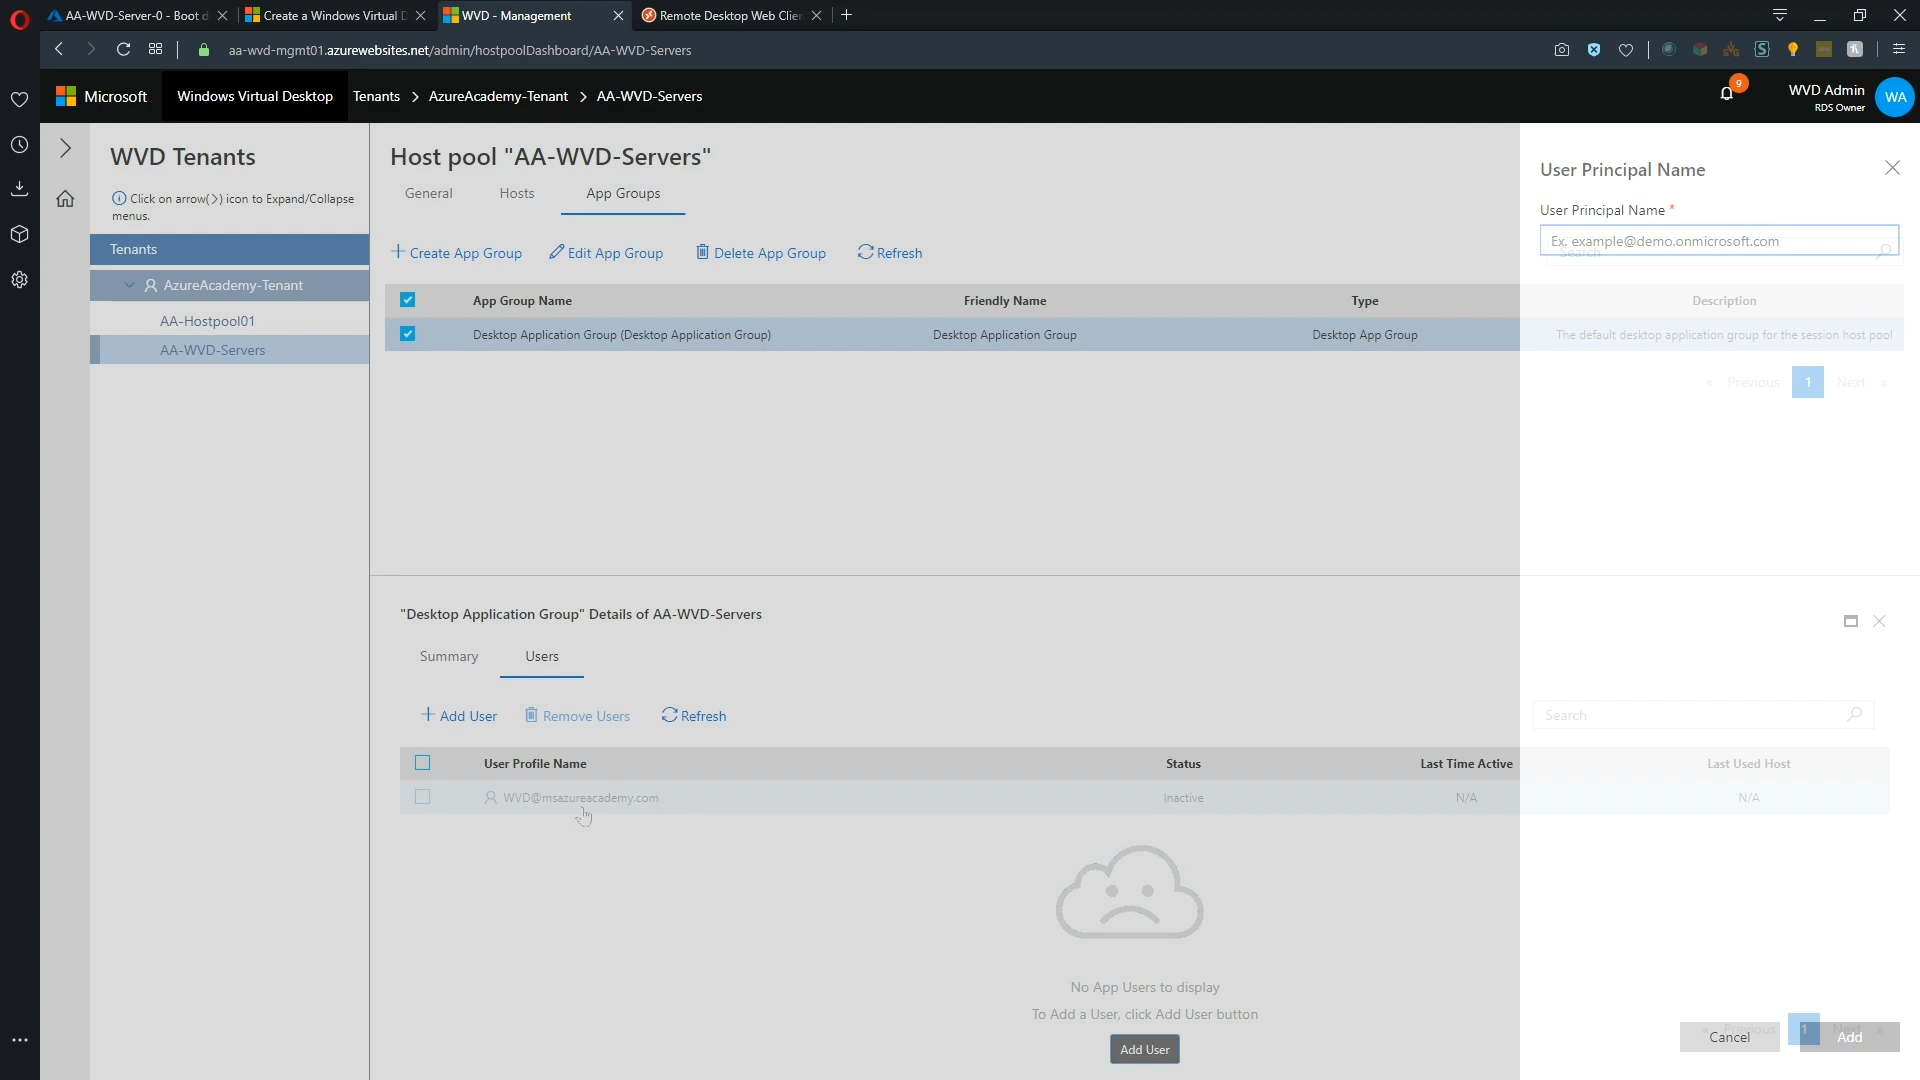 AA-WVD-Server-0 - Boot d
Create a Windows Virtual D
WVD - Management
Remote Desktop Web Clien
aa-wvd-mgmt01.azurewebsites.net/admin/hostpoolDashboard/AA-WVD-Servers
Microsoft
Windows Virtual Desktop
Tenants > AzureAcademy-Tenant > AA-WVD-Servers
9
WVD Admin
RDS Owner
WA
WVD Tenants
Click on arrow(>) icon to Expand/Collapse
menus.
Tenants
AzureAcademy-Tenant
AA-Hostpool01
AA-WVD-Servers
Host pool "AA-WVD-Servers"
General Hosts App Groups
Create App Group Edit App Group Delete App Group Refresh
App Group Name Friendly Name Type Description
Desktop Application Group (Desktop Application Group) Desktop Application Group Desktop App Group The default desktop application group for the session host pool
« Previous 1 Next »
User Principal Name
User Principal Name *
Ex. example@demo.onmicrosoft.com
Search
"Desktop Application Group" Details of AA-WVD-Servers
Summary Users
Add User Remove Users Refresh
Search
User Profile Name Status Last Time Active Last Used Host
WVD@msazureacademy.com Inactive N/A N/A
No App Users to display
To Add a User, click Add User button
Add User
« Previous 1 Next »
Cancel Add